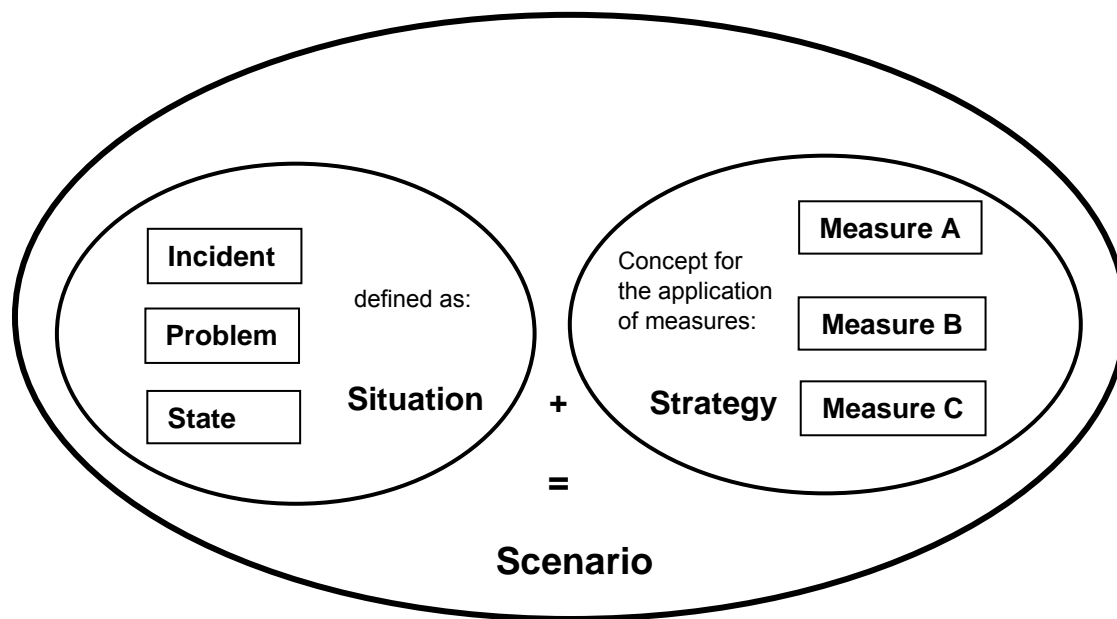 Incident
Problem
State
defined as:
Situation
+
Concept for
the application
of measures:
Strategy
Measure A
Measure B
Measure C
=
Scenario